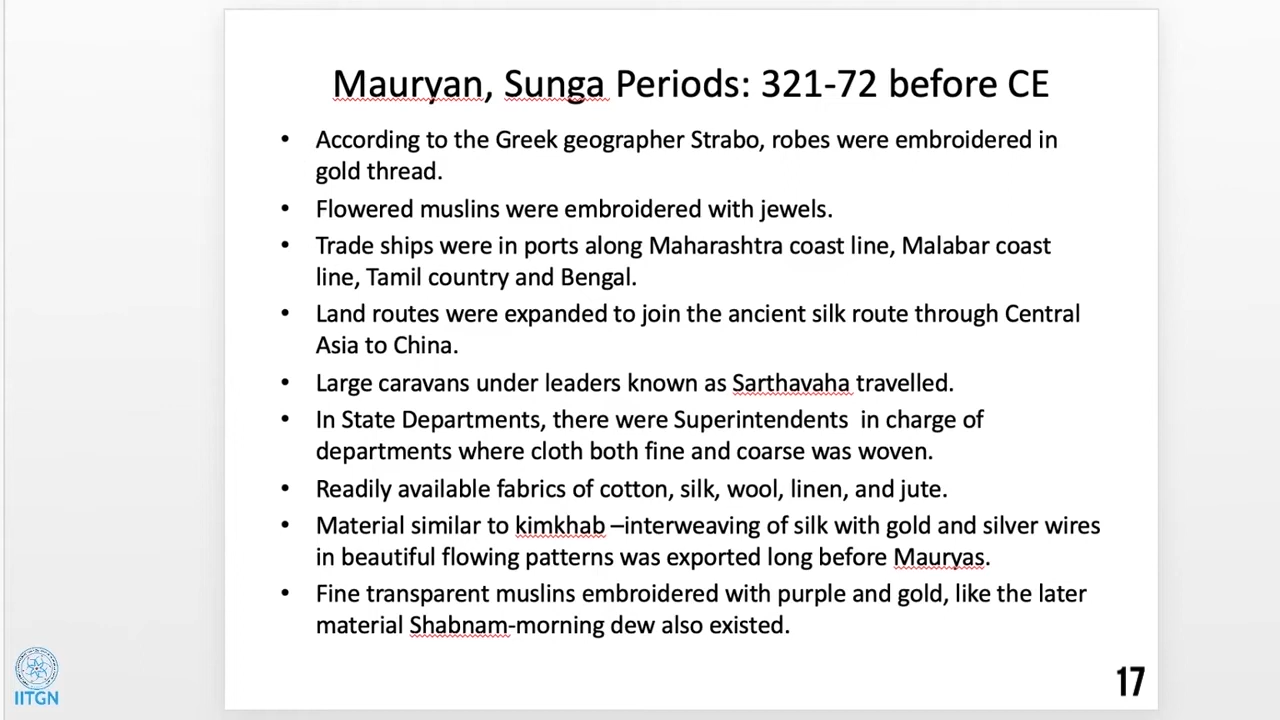 Mauryan, Sunga Periods: 321-72 before CE
• According to the Greek geographer Strabo, robes were embroidered in
gold thread.
• Flowered muslins were embroidered with jewels.
• Trade ships were in ports along Maharashtra coast line, Malabar coast
line, Tamil country and Bengal.
• Land routes were expanded to join the ancient silk route through Central
Asia to China.
• Large caravans under leaders known as Sarthavaha travelled.
• In State Departments, there were Superintendents  in charge of
departments where cloth both fine and coarse was woven.
• Readily available fabrics of cotton, silk, wool, linen, and jute.
• Material similar to kimkhab –interweaving of silk with gold and silver wires
in beautiful flowing patterns was exported long before Mauryas.
• Fine transparent muslins embroidered with purple and gold, like the later
material Shabnam-morning dew also existed.
17
IITGN